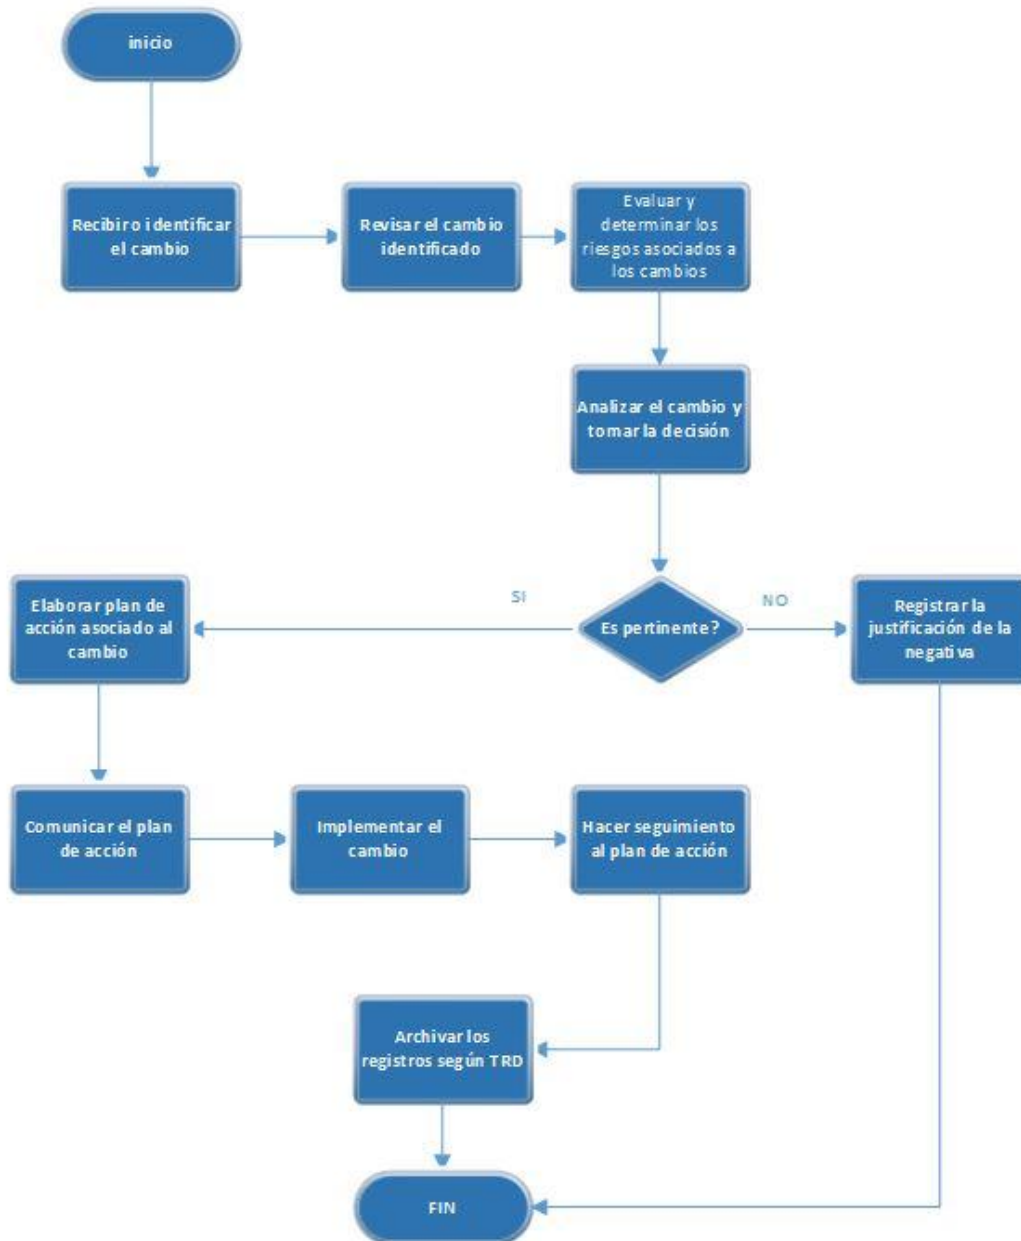 inicio
Recibir o identificar
el cambio
Revisar el cambio
identificado
Evaluar y
determinar los
riesgos asociados a
los cambios
Analizar el cambio y
tomar la decisión
Es pertinente?
SI
NO
Elaborar plan de
acción asociado al
cambio
Registrar la
justificación de la
negativa
Comunicar el plan
de acción
Implementar el
cambio
Hacer seguimiento
al plan de acción
Archivar los
registros según TRD
FIN